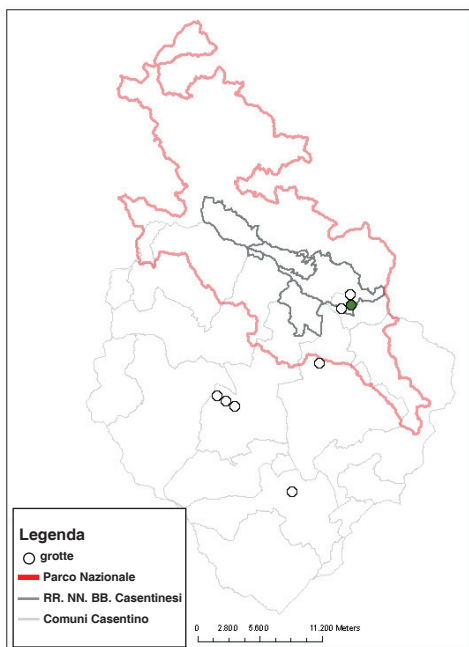 Legenda
grotte
Parco Nazionale
RR. NN. BB. Casentinesi
Comuni Casentino
0 2.800 5.600 11.200 Meters